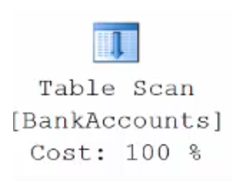 Table Scan
[BankAccounts]
Cost: 100 %